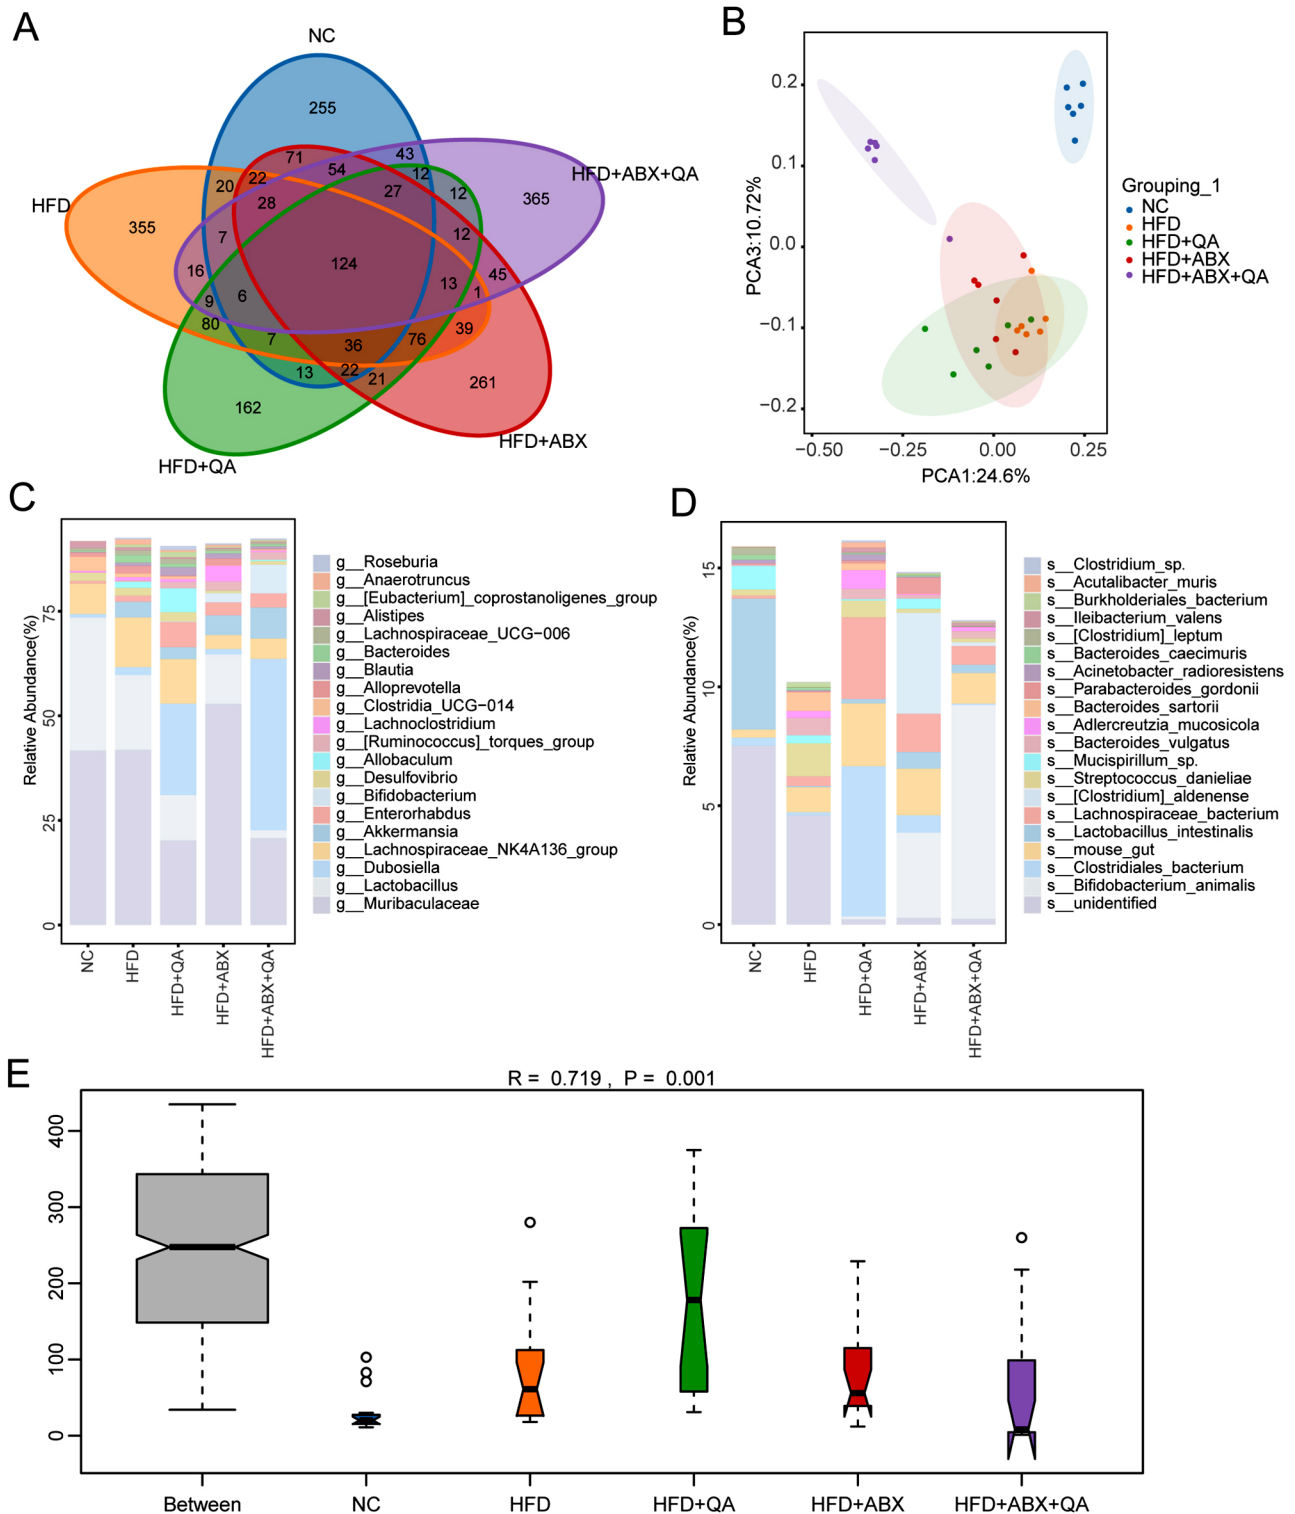 A
NC
255
HFD
355
HFD+ABX+QA
365
HFD+QA
162
HFD+ABX
261
71
54
43
12
12
20
22
28
27
7
12
16
124
45
9
6
13
1
80
7
36
76
39
13
22
21
B
PCA3:10.72%
0.2
0.1
0.0
−0.1
−0.2
−0.50
−0.25
0.00
0.25
PCA1:24.6%
Grouping_1
NC
HFD
HFD+QA
HFD+ABX
HFD+ABX+QA
C
Relative Abundance(%)
75
50
25
0
NC
HFD
HFD+QA
HFD+ABX
HFD+ABX+QA
g__Roseburia
g__Anaerotruncus
g__[Eubacterium]_coprostanoligenes_group
g__Alistipes
g__Lachnospiraceae_UCG−006
g__Bacteroides
g__Blautia
g__Alloprevotella
g__Clostridia_UCG−014
g__Lachnoclostridium
g__[Ruminococcus]_torques_group
g__Allobaculum
g__Desulfovibrio
g__Bifidobacterium
g__Enterorhabdus
g__Akkermansia
g__Lachnospiraceae_NK4A136_group
g__Dubosiella
g__Lactobacillus
g__Muribaculaceae
D
Relative Abundance(%)
15
10
5
0
NC
HFD
HFD+QA
HFD+ABX
HFD+ABX+QA
s__Clostridium_sp.
s__Acutalibacter_muris
s__Burkholderiales_bacterium
s__Ileibacterium_valens
s__[Clostridium]_leptum
s__Bacteroides_caecimuris
s__Acinetobacter_radioresistens
s__Parabacteroides_gordonii
s__Bacteroides_sartorii
s__Adlercreutzia_mucosicola
s__Bacteroides_vulgatus
s__Mucispirillum_sp.
s__Streptococcus_danieliae
s__[Clostridium]_aldenense
s__Lachnospiraceae_bacterium
s__Lactobacillus_intestinalis
s__mouse_gut
s__Clostridiales_bacterium
s__Bifidobacterium_animalis
s__unidentified
E
R = 0.719 , P = 0.001
400
300
200
100
0
Between
NC
HFD
HFD+QA
HFD+ABX
HFD+ABX+QA